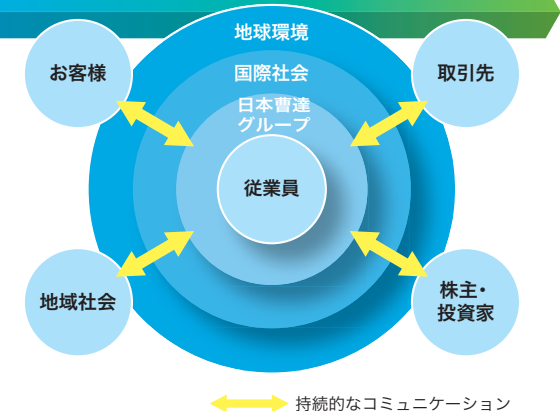 地球環境
お客様
国際社会
取引先
日本曹達
グループ
従業員
地域社会
株主・
投資家
持続的なコミュニケーション